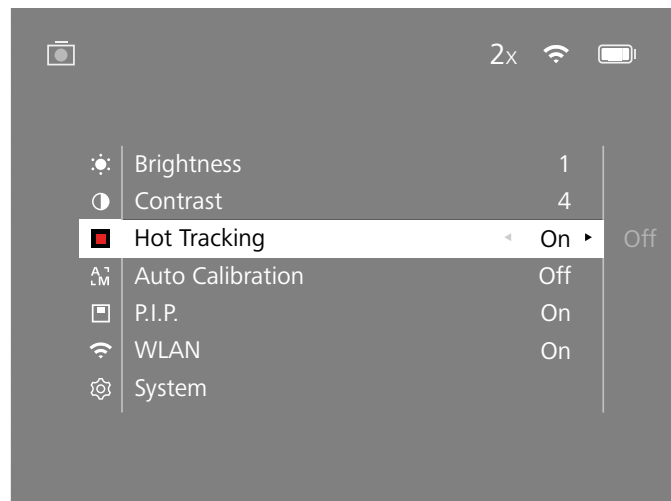 2x
Brightness 1
Contrast 4
Hot Tracking On Off
A M Auto Calibration Off
P.I.P. On
WLAN On
System